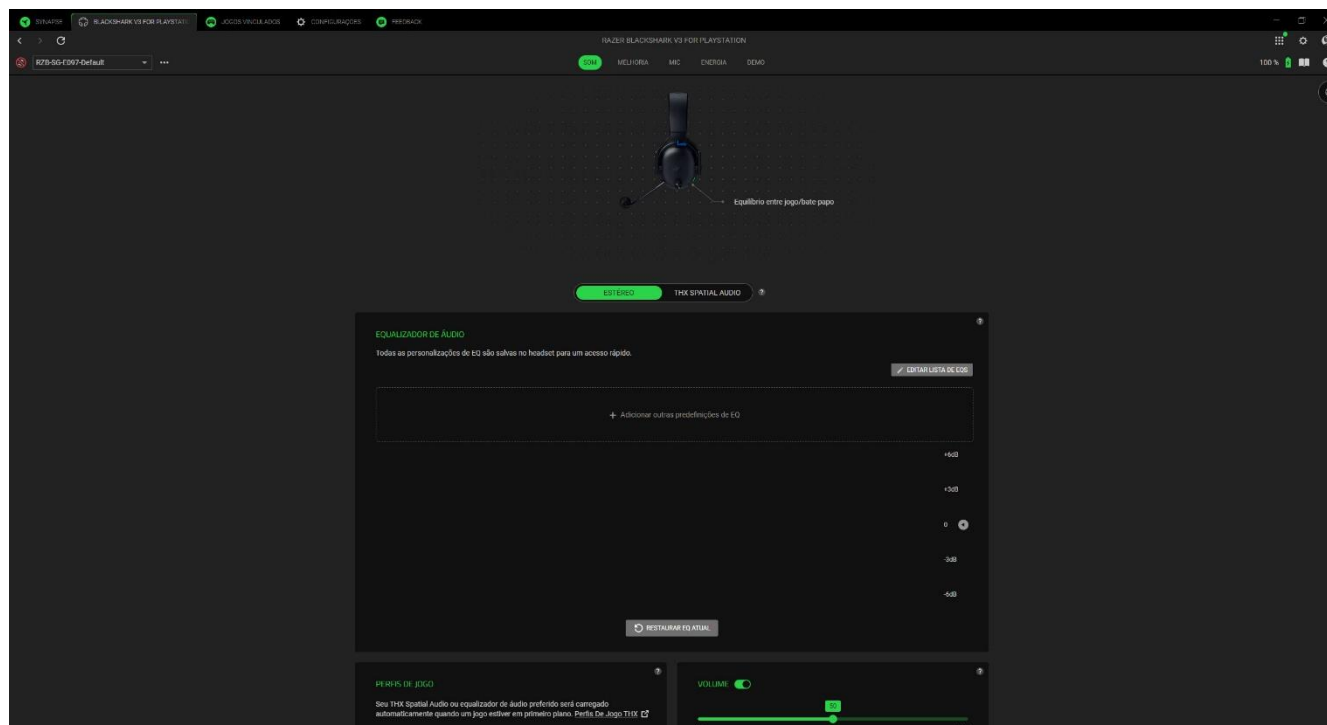 SYNAPSE
BLACKSHARK V3 FOR PLAYSTATI
JOGOS VINCULADOS
CONFIGURAÇÕES
FEEDBACK
RAZER BLACKSHARK V3 FOR PLAYSTATION
RZB-SG-E097-Default
SOM
MELHORIA
MIC
ENERGIA
DEMO
100 %
Equilíbrio entre jogo/bate-papo
ESTÉREO
THX SPATIAL AUDIO
?
?
EQUALIZADOR DE ÁUDIO
Todas as personalizações de EQ são salvas no headset para um acesso rápido.
EDITAR LISTA DE EQS
+ Adicionar outras predefinições de EQ
+6dB
+3dB
0
-3dB
-6dB
RESTAURAR EQ ATUAL
?
?
PERFIS DE JOGO
VOLUME
Seu THX Spatial Audio ou equalizador de áudio preferido será carregado
automaticamente quando um jogo estiver em primeiro plano. Perfis De Jogo THX
50